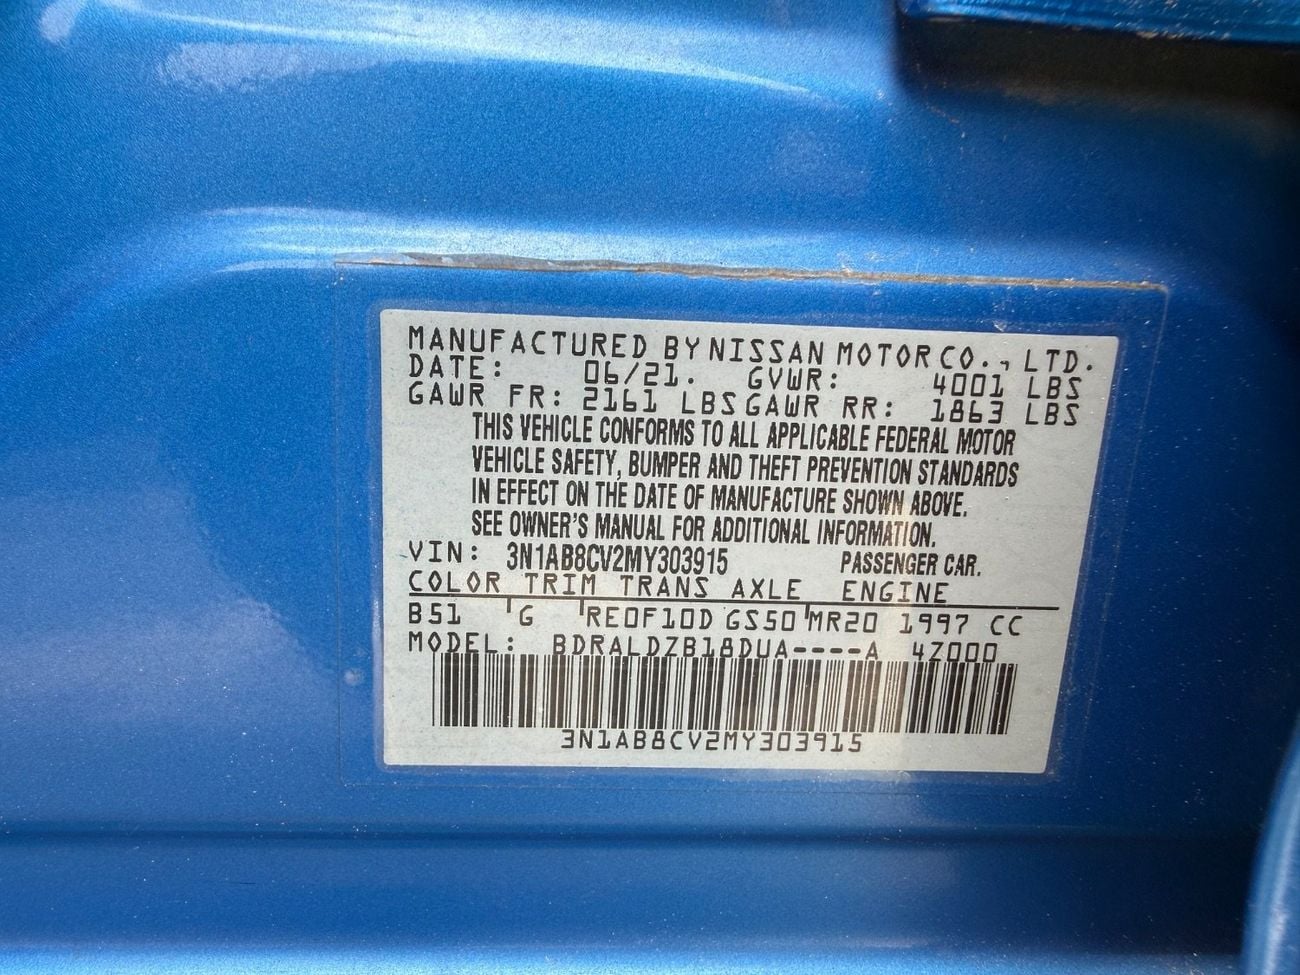 MANUFACTURED BY NISSAN MOTOR CO., LTD.
DATE: 06/21. GVWR: 4001 LBS
GAWR FR: 2161 LBS GAWR RR: 1863 LBS
THIS VEHICLE CONFORMS TO ALL APPLICABLE FEDERAL MOTOR
VEHICLE SAFETY, BUMPER AND THEFT PREVENTION STANDARDS
IN EFFECT ON THE DATE OF MANUFACTURE SHOWN ABOVE.
SEE OWNER'S MANUAL FOR ADDITIONAL INFORMATION.
VIN: 3N1AB8CV2MY303915 PASSENGER CAR.
COLOR TRIM TRANS AXLE ENGINE
B51 G RE0F10D GS50 MR20 1997 CC
MODEL: BDRALDZB18DUA----A 4Z000
3N1AB8CV2MY303915